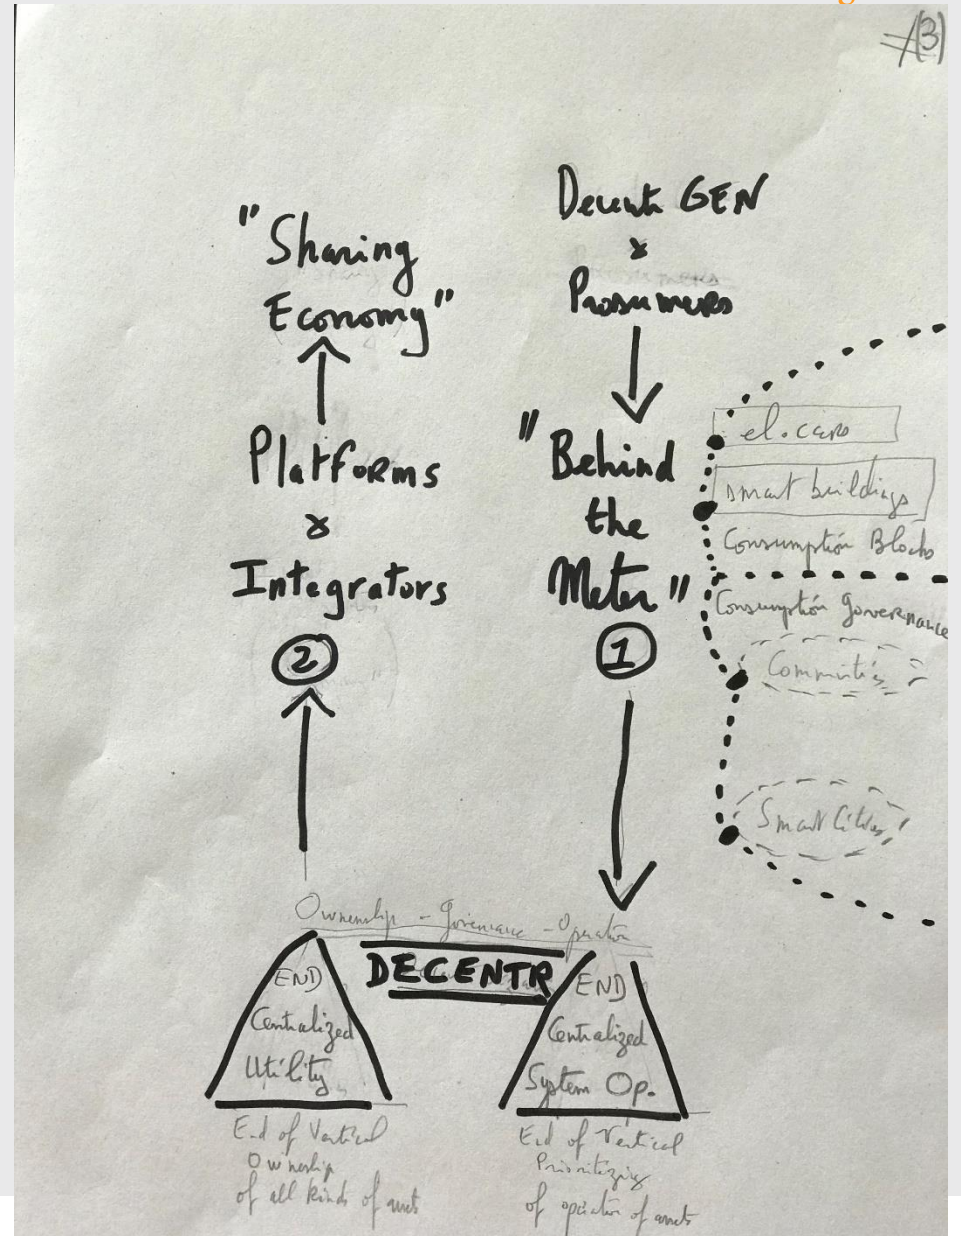 (3)
"Sharing
Economy"
Platforms
&
Integrators
2
Decentr GEN
&
Prosumers
"Behind
the
Meter"
1
el. cars
smart buildings
Consumption Blocks
Consumption governance
Communities
Smart Cities
Ownership - Governance - Operation
DECENTR
END
Centralized
Utility
End of Vertical
Ownership
of all kinds of assets
END
Centralized
System Op.
End of Vertical
Prioritizing
of operation of assets